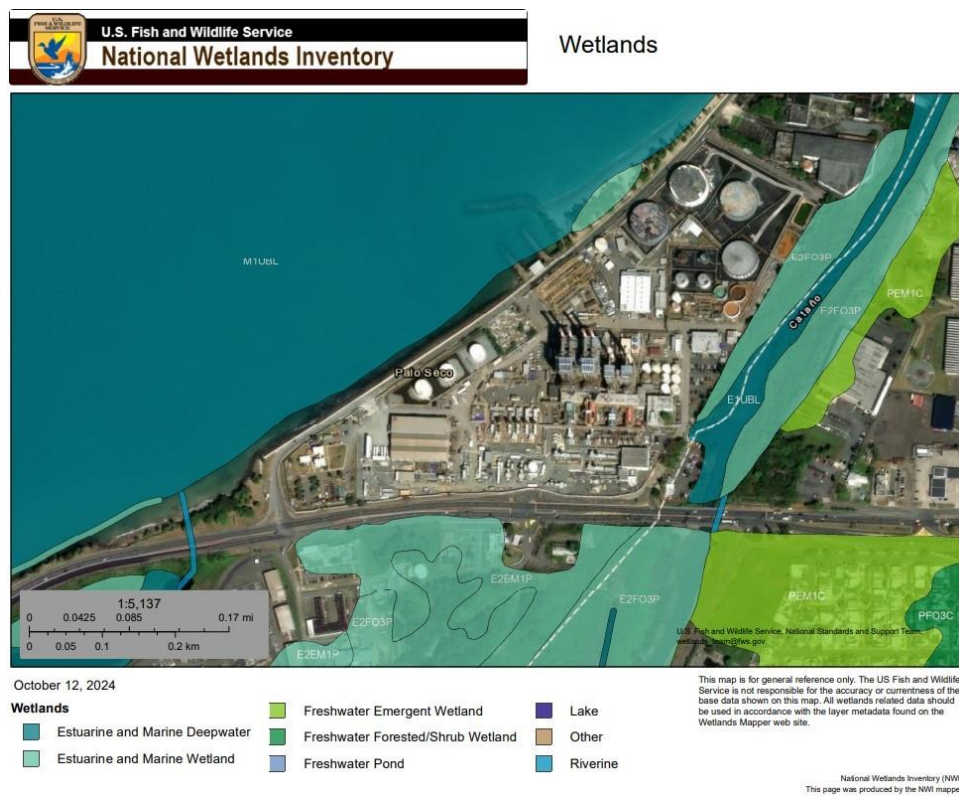 U.S.
FISH & WILDLIFE
SERVICE
U.S. Fish and Wildlife Service
National Wetlands Inventory
Wetlands
M1UBL
E2FO3P
PEM1C
Cataño
E2FO3P
Palo Seco
E1UBL
E2EM1P
E2FO3P
PEM1C
PFO3C
E2FO3P
E2EM1P
1:5,137
0 0.0425 0.085 0.17 mi
0 0.05 0.1 0.2 km
U.S. Fish and Wildlife Service, National Standards and Support Team,
wetlands_team@fws.gov
October 12, 2024
Wetlands
Estuarine and Marine Deepwater
Estuarine and Marine Wetland
Freshwater Emergent Wetland
Freshwater Forested/Shrub Wetland
Freshwater Pond
Lake
Other
Riverine
This map is for general reference only. The US Fish and Wildlife
Service is not responsible for the accuracy or currentness of the
base data shown on this map. All wetlands related data should
be used in accordance with the layer metadata found on the
Wetlands Mapper web site.
National Wetlands Inventory (NWI
This page was produced by the NWI mappe